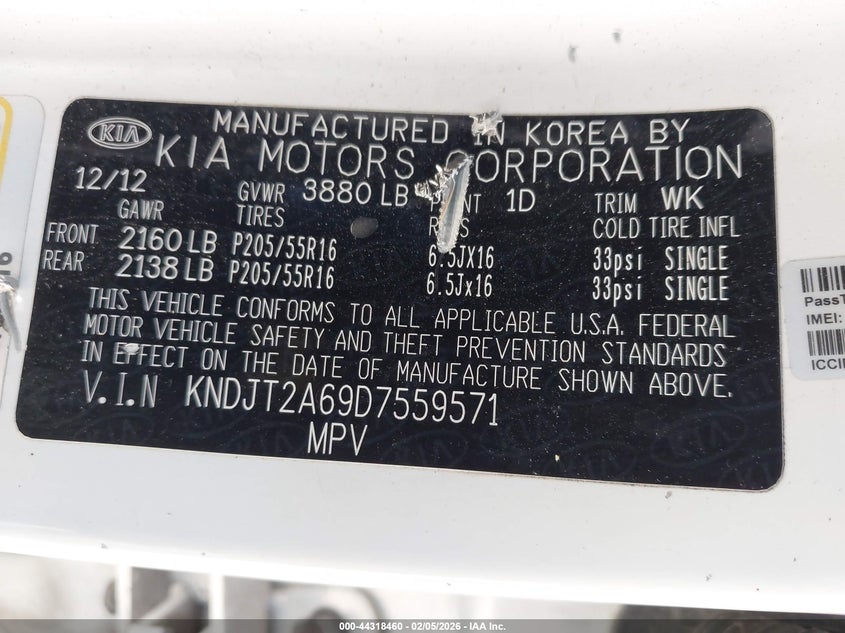 KIA
MANUFACTURED IN KOREA BY
KIA MOTORS CORPORATION
12/12 GVWR 3880 LB 1D TRIM WK
GAWR TIRES COLD TIRE INFL
FRONT 2160 LB P205/55R16 6.5JX16 33psi SINGLE
REAR 2138 LB P205/55R16 6.5Jx16 33psi SINGLE
THIS VEHICLE CONFORMS TO ALL APPLICABLE U.S.A. FEDERAL
MOTOR VEHICLE SAFETY AND THEFT PREVENTION STANDARDS
IN EFFECT ON THE DATE OF MANUFACTURE SHOWN ABOVE.
V.I.N KNDJT2A69D7559571
MPV
IMEI:
000-44318460 - 02/05/2026 - IAA Inc.